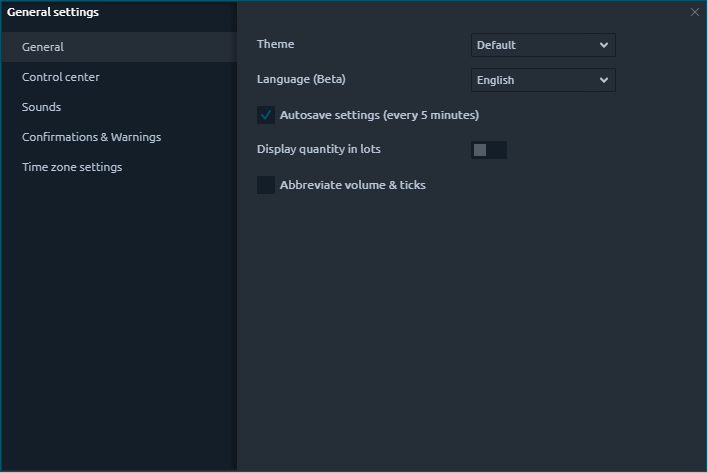 General settings
General
Control center
Sounds
Confirmations & Warnings
Time zone settings
Theme
Default
Language (Beta)
English
Autosave settings (every 5 minutes)
Display quantity in lots
Abbreviate volume & ticks